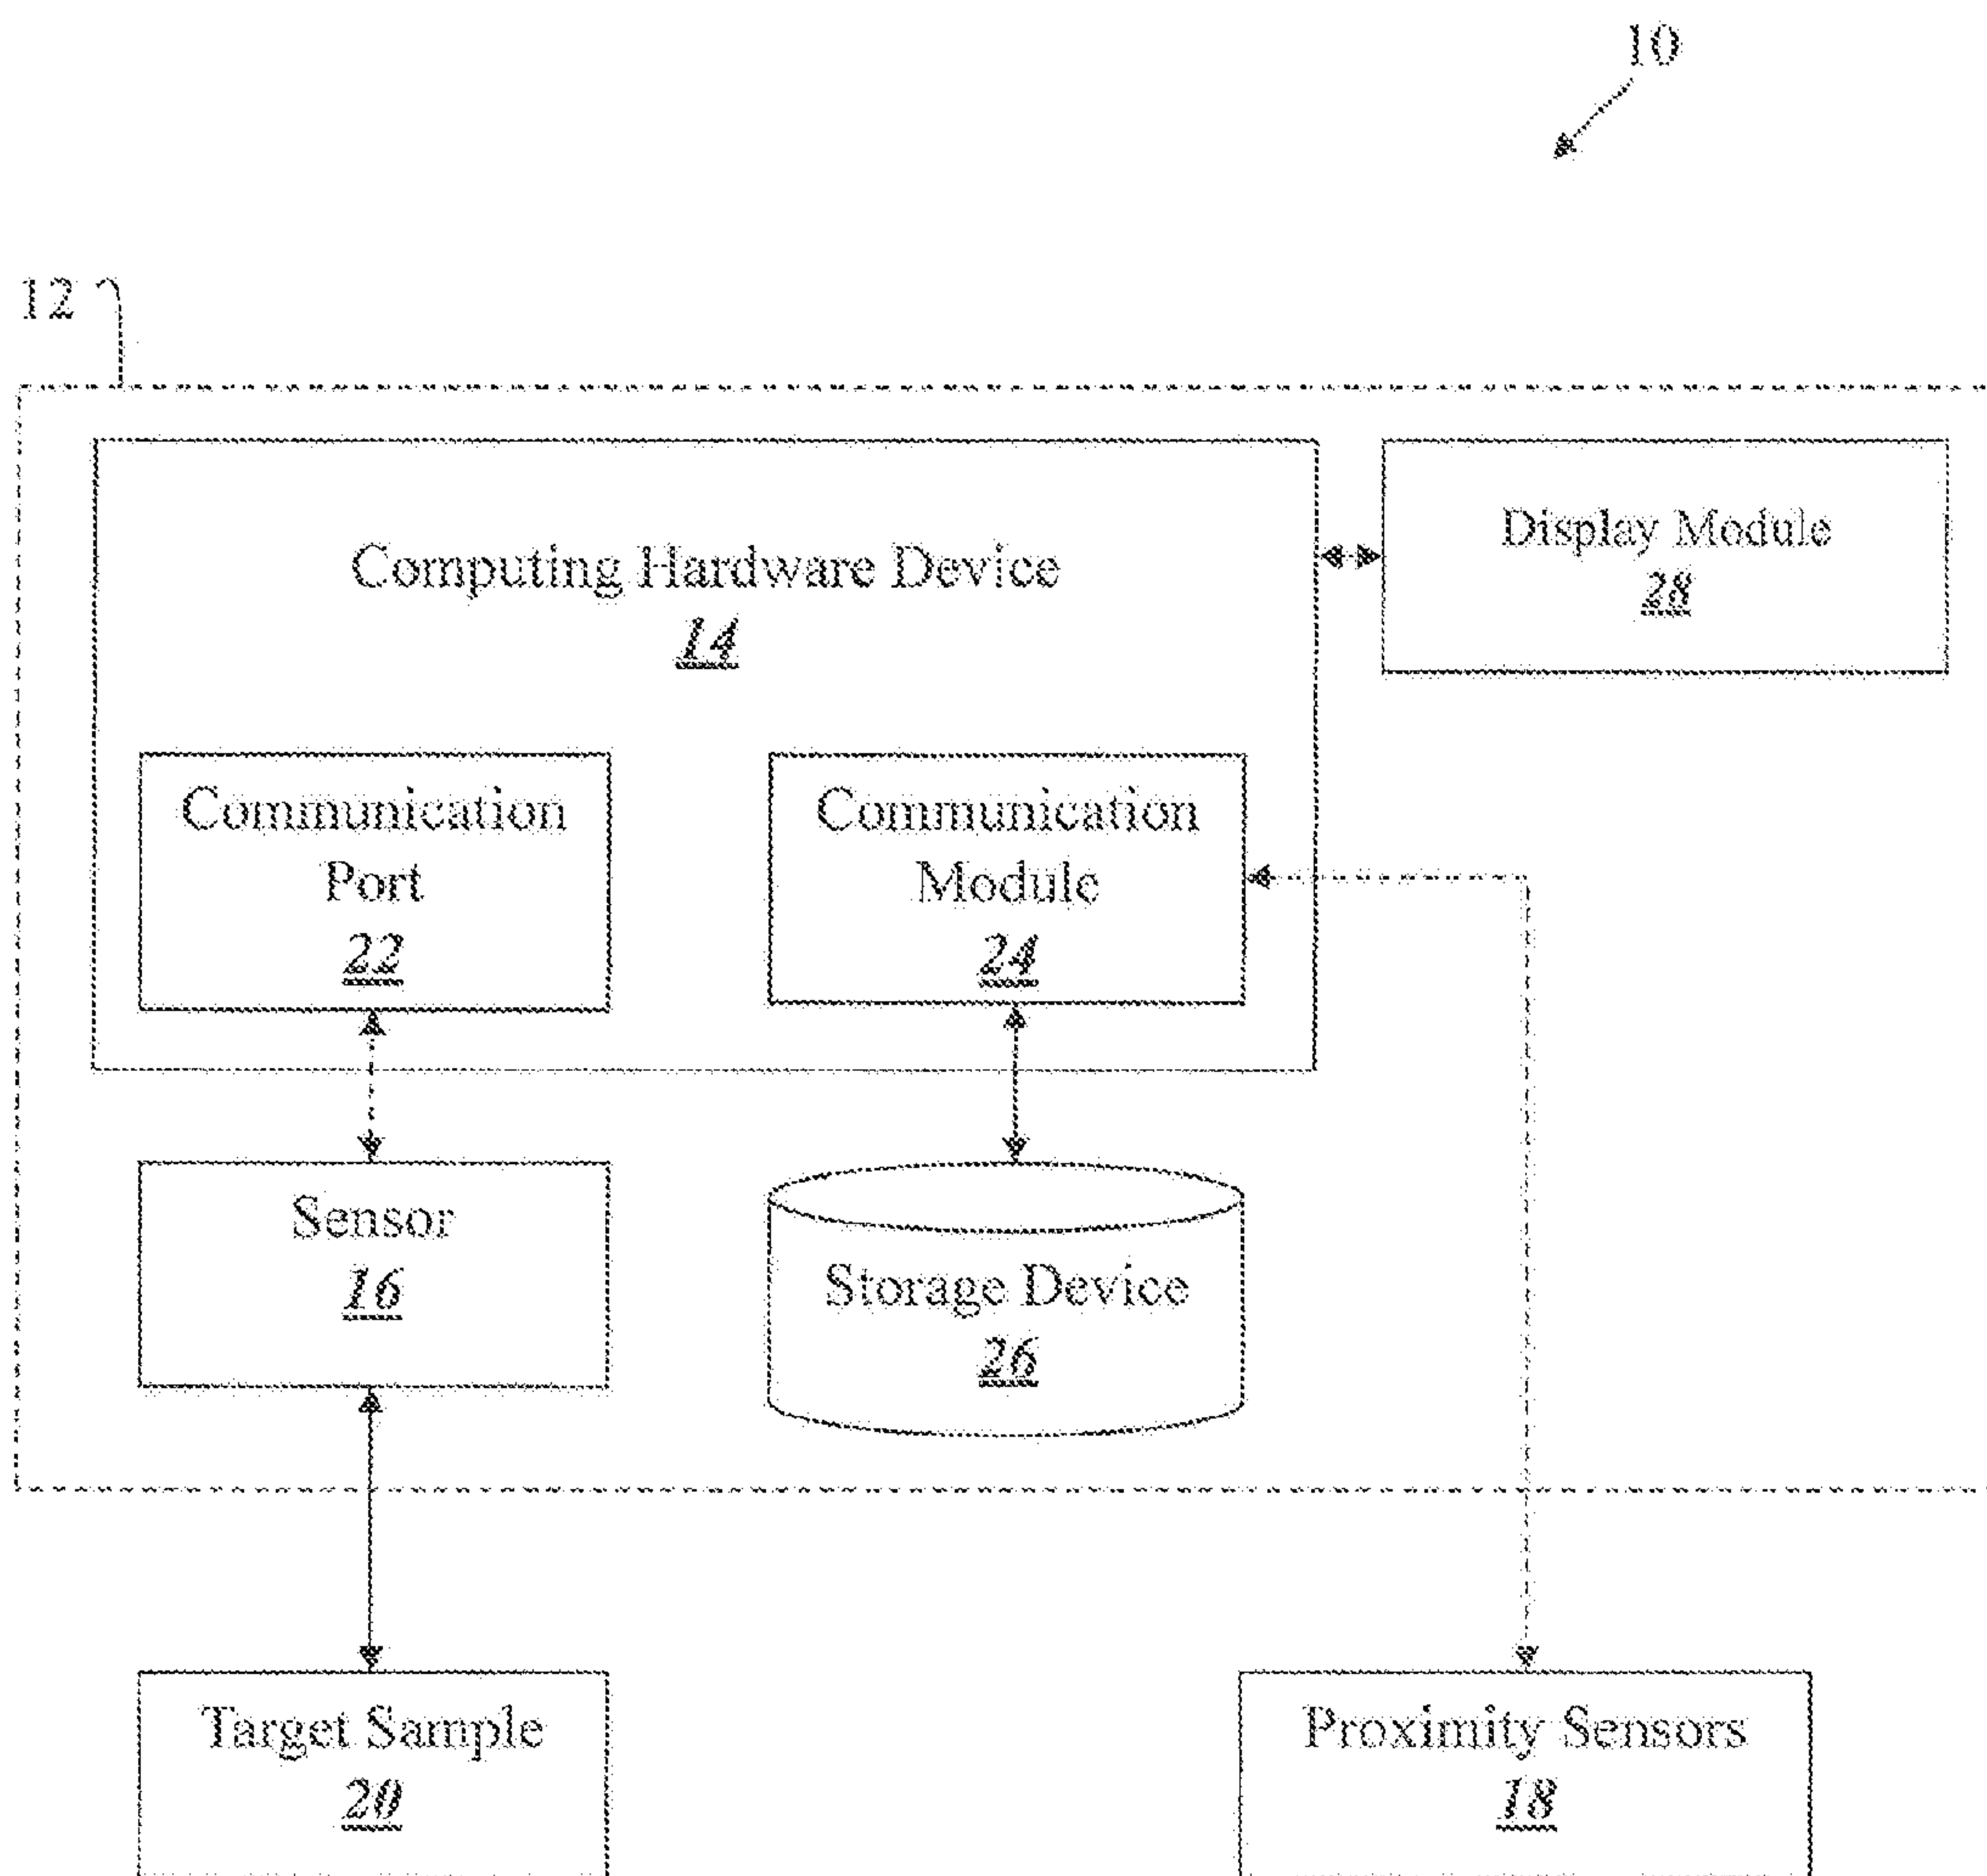 10
12
Computing Hardware Device
14
Display Module
28
Communication
Port
22
Communication
Module
24
Sensor
16
Storage Device
26
Target Sample
20
Proximity Sensors
18